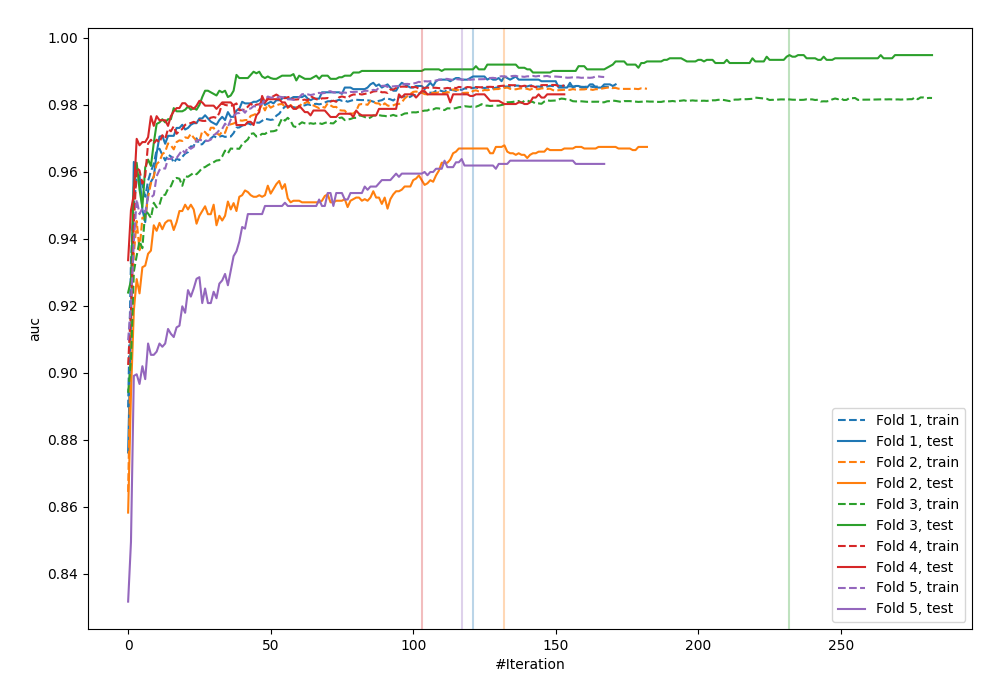 1.00
0.98
0.96
0.94
0.92
0.90
0.88
0.86
0.84
auc
0
50
100
150
200
250
#Iteration
Fold 1, train
Fold 1, test
Fold 2, train
Fold 2, test
Fold 3, train
Fold 3, test
Fold 4, train
Fold 4, test
Fold 5, train
Fold 5, test